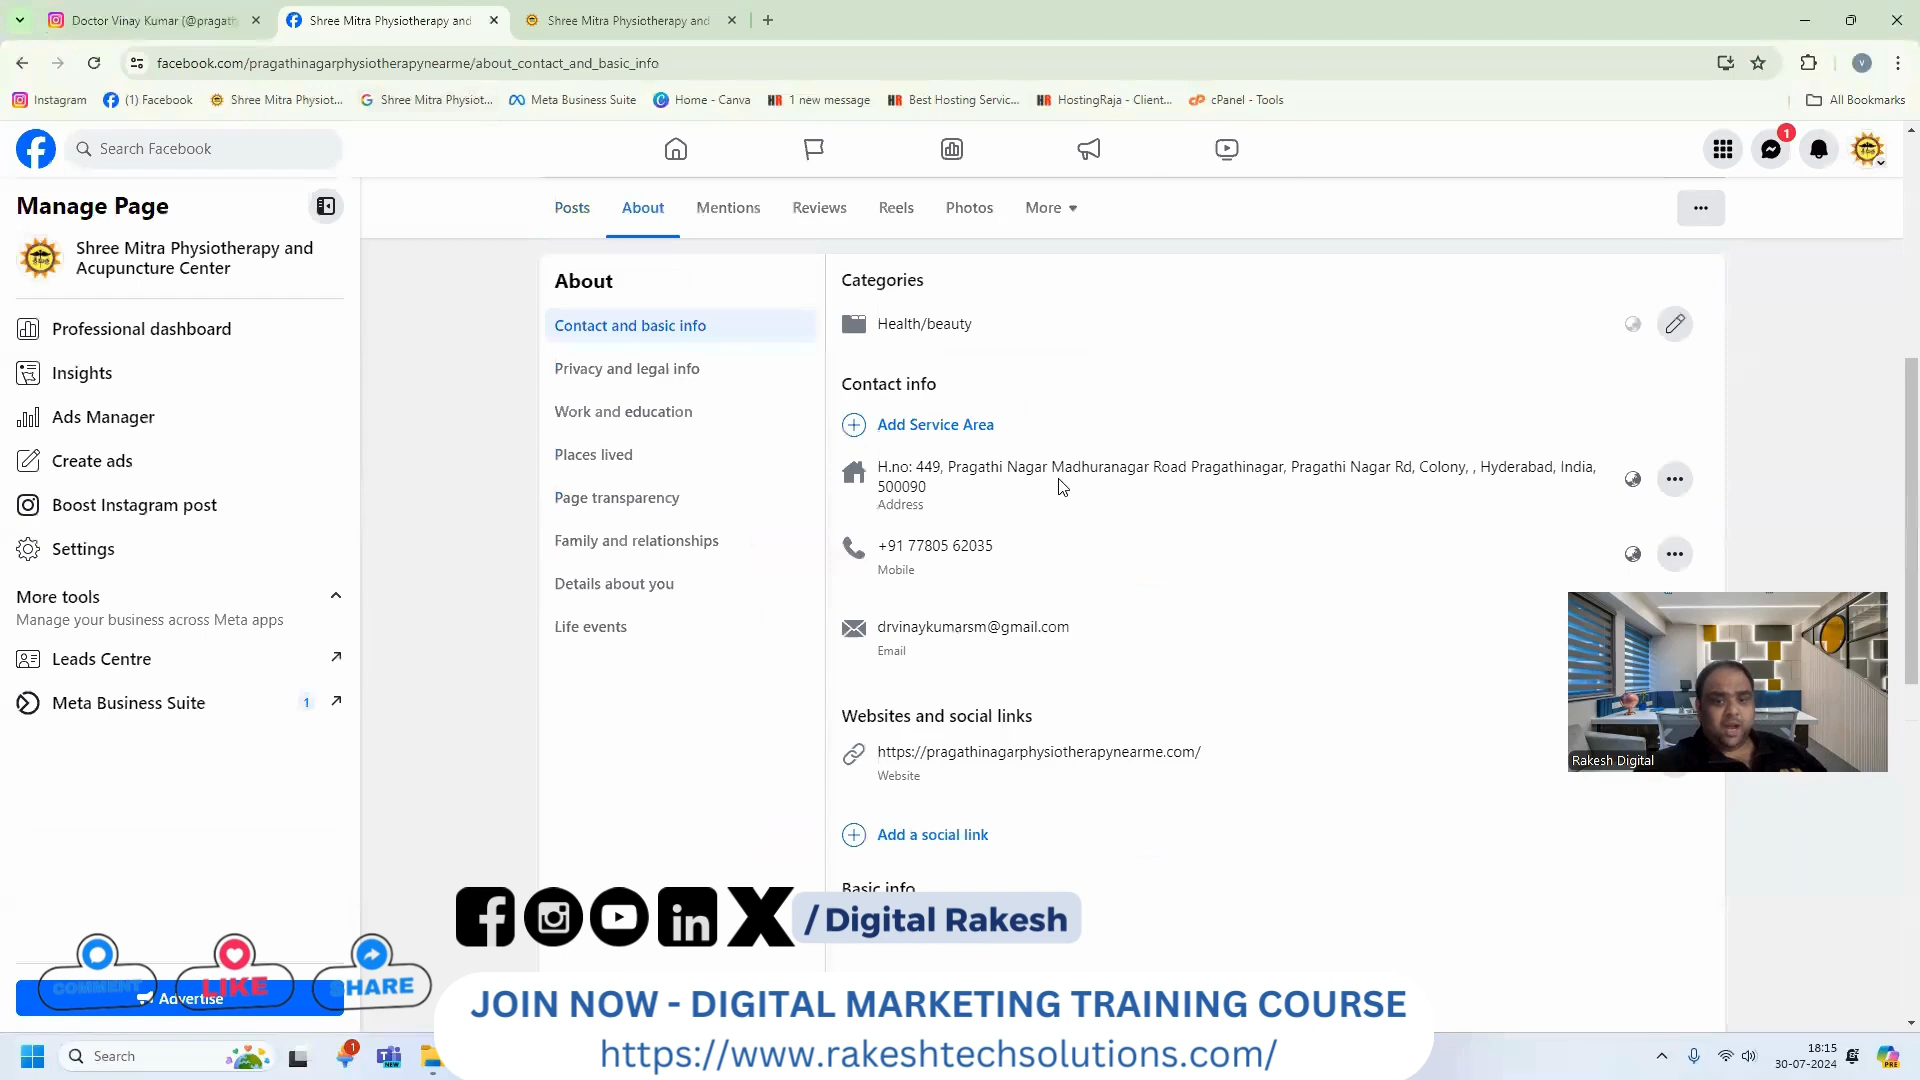 Doctor Vinay Kumar (@pragath
Shree Mitra Physiotherapy and
Shree Mitra Physiotherapy and
facebook.com/pragathinagarphysiotherapynearme/about_contact_and_basic_info
V
Instagram
(1) Facebook
Shree Mitra Physiot...
Shree Mitra Physiot...
Meta Business Suite
Home - Canva
1 new message
Best Hosting Servic...
HostingRaja - Client...
cPanel - Tools
All Bookmarks
Search Facebook
1
Manage Page
Shree Mitra Physiotherapy and
Acupuncture Center
Professional dashboard
Insights
Ads Manager
Create ads
Boost Instagram post
Settings
More tools
Manage your business across Meta apps
Leads Centre
Meta Business Suite
1
Posts
About
Mentions
Reviews
Reels
Photos
More
About
Contact and basic info
Privacy and legal info
Work and education
Places lived
Page transparency
Family and relationships
Details about you
Life events
Categories
Health/beauty
Contact info
Add Service Area
H.no: 449, Pragathi Nagar Madhuranagar Road Pragathinagar, Pragathi Nagar Rd, Colony, , Hyderabad, India,
500090
Address
+91 77805 62035
Mobile
drvinaykumarsm@gmail.com
Email
Websites and social links
https://pragathinagarphysiotherapynearme.com/
Website
Add a social link
Basic info
Rakesh Digital
/Digital Rakesh
COMMENT
LIKE
SHARE
Advertise
JOIN NOW - DIGITAL MARKETING TRAINING COURSE
https://www.rakeshtechsolutions.com/
Search
1
NEW
18:15
30-07-2024
PRE